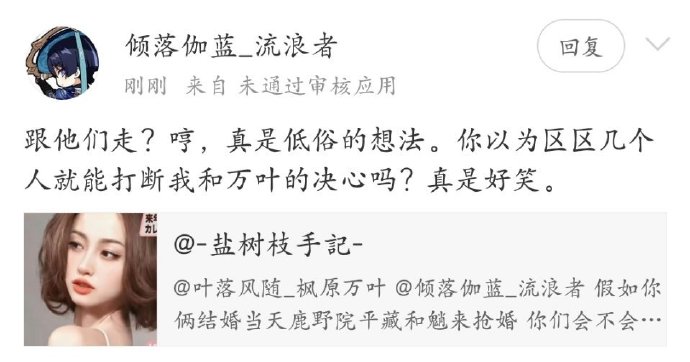 倾落伽蓝_流浪者
回复
刚刚 来自 未通过审核应用
跟他们走？哼，真是低俗的想法。你以为区区几个
人就能打断我和万叶的决心吗？真是好笑。
来年
カレ
@-盐树枝手記-
@叶落风随_枫原万叶 @倾落伽蓝_流浪者 假如你
俩结婚当天鹿野院平藏和魈来抢婚 你们会不会…